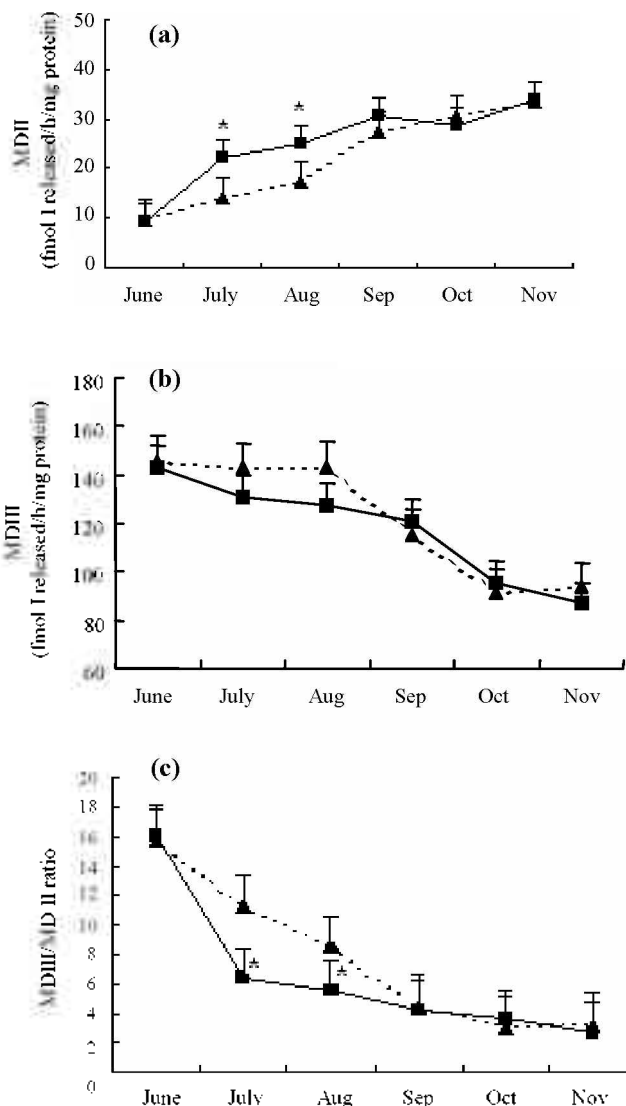 (a)
50
40
30
20
10
0
MDII
(fmol I released/h/mg protein)
*
*
June July Aug Sep Oct Nov
(b)
180
160
140
120
100
80
60
MDIII
(fmol I released/h/mg protein)
June July Aug Sep Oct Nov
(c)
20
18
16
14
12
10
8
6
4
2
0
MDIII/MD II ratio
*
*
June July Aug Sep Oct Nov